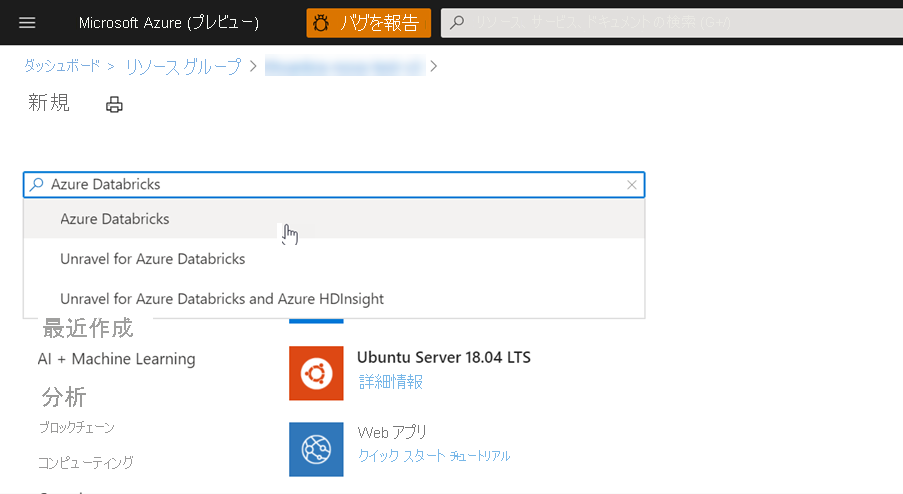 Microsoft Azure (プレビュー) バグを報告 リソース、サービス、ドキュメントの検索 (G+/)
ダッシュボード > リソース グループ > >
新規
Azure Databricks
Azure Databricks
Unravel for Azure Databricks
Unravel for Azure Databricks and Azure HDInsight
最近作成
AI + Machine Learning
分析
ブロックチェーン
コンピューティング
Ubuntu Server 18.04 LTS
詳細情報
Web アプリ
クイック スタート チュートリアル